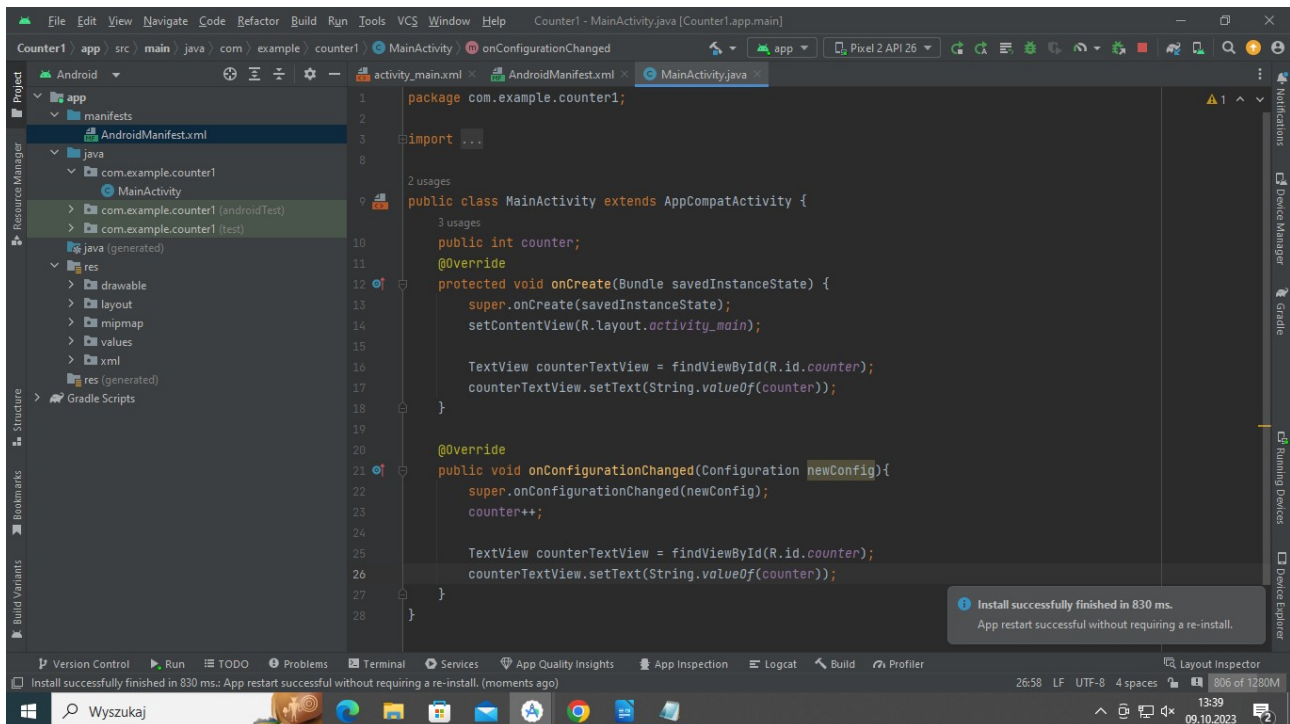 File Edit View Navigate Code Refactor Build Run Tools VCS Window Help Counter1 - MainActivity.java [Counter1.app.main]
Counter1 app src main java com example counter1 MainActivity onConfigurationChanged app Pixel 2 API 26
Android activity_main.xml AndroidManifest.xml MainActivity.java
Project
Resource Manager
Structure
Bookmarks
Build Variants
app
manifests
AndroidManifest.xml
java
com.example.counter1
MainActivity
com.example.counter1 (androidTest)
com.example.counter1 (test)
java (generated)
res
drawable
layout
mipmap
values
xml
res (generated)
Gradle Scripts
1 package com.example.counter1;
2
3 import ...
8
2 usages
9 public class MainActivity extends AppCompatActivity {
3 usages
10 public int counter;
11 @Override
12 protected void onCreate(Bundle savedInstanceState) {
13 super.onCreate(savedInstanceState);
14 setContentView(R.layout.activity_main);
15
16 TextView counterTextView = findViewById(R.id.counter);
17 counterTextView.setText(String.valueOf(counter));
18 }
19
20 @Override
21 public void onConfigurationChanged(Configuration newConfig){
22 super.onConfigurationChanged(newConfig);
23 counter++;
24
25 TextView counterTextView = findViewById(R.id.counter);
26 counterTextView.setText(String.valueOf(counter));
27 }
28 }
1
Notifications
Device Manager
Gradle
Running Devices
Device Explorer
Install successfully finished in 830 ms.
App restart successful without requiring a re-install.
Version Control Run TODO Problems Terminal Services App Quality Insights App Inspection Logcat Build Profiler Layout Inspector
Install successfully finished in 830 ms.: App restart successful without requiring a re-install. (moments ago) 26:58 LF UTF-8 4 spaces 806 of 1280M
Wyszukaj
13:39
09.10.2023
2